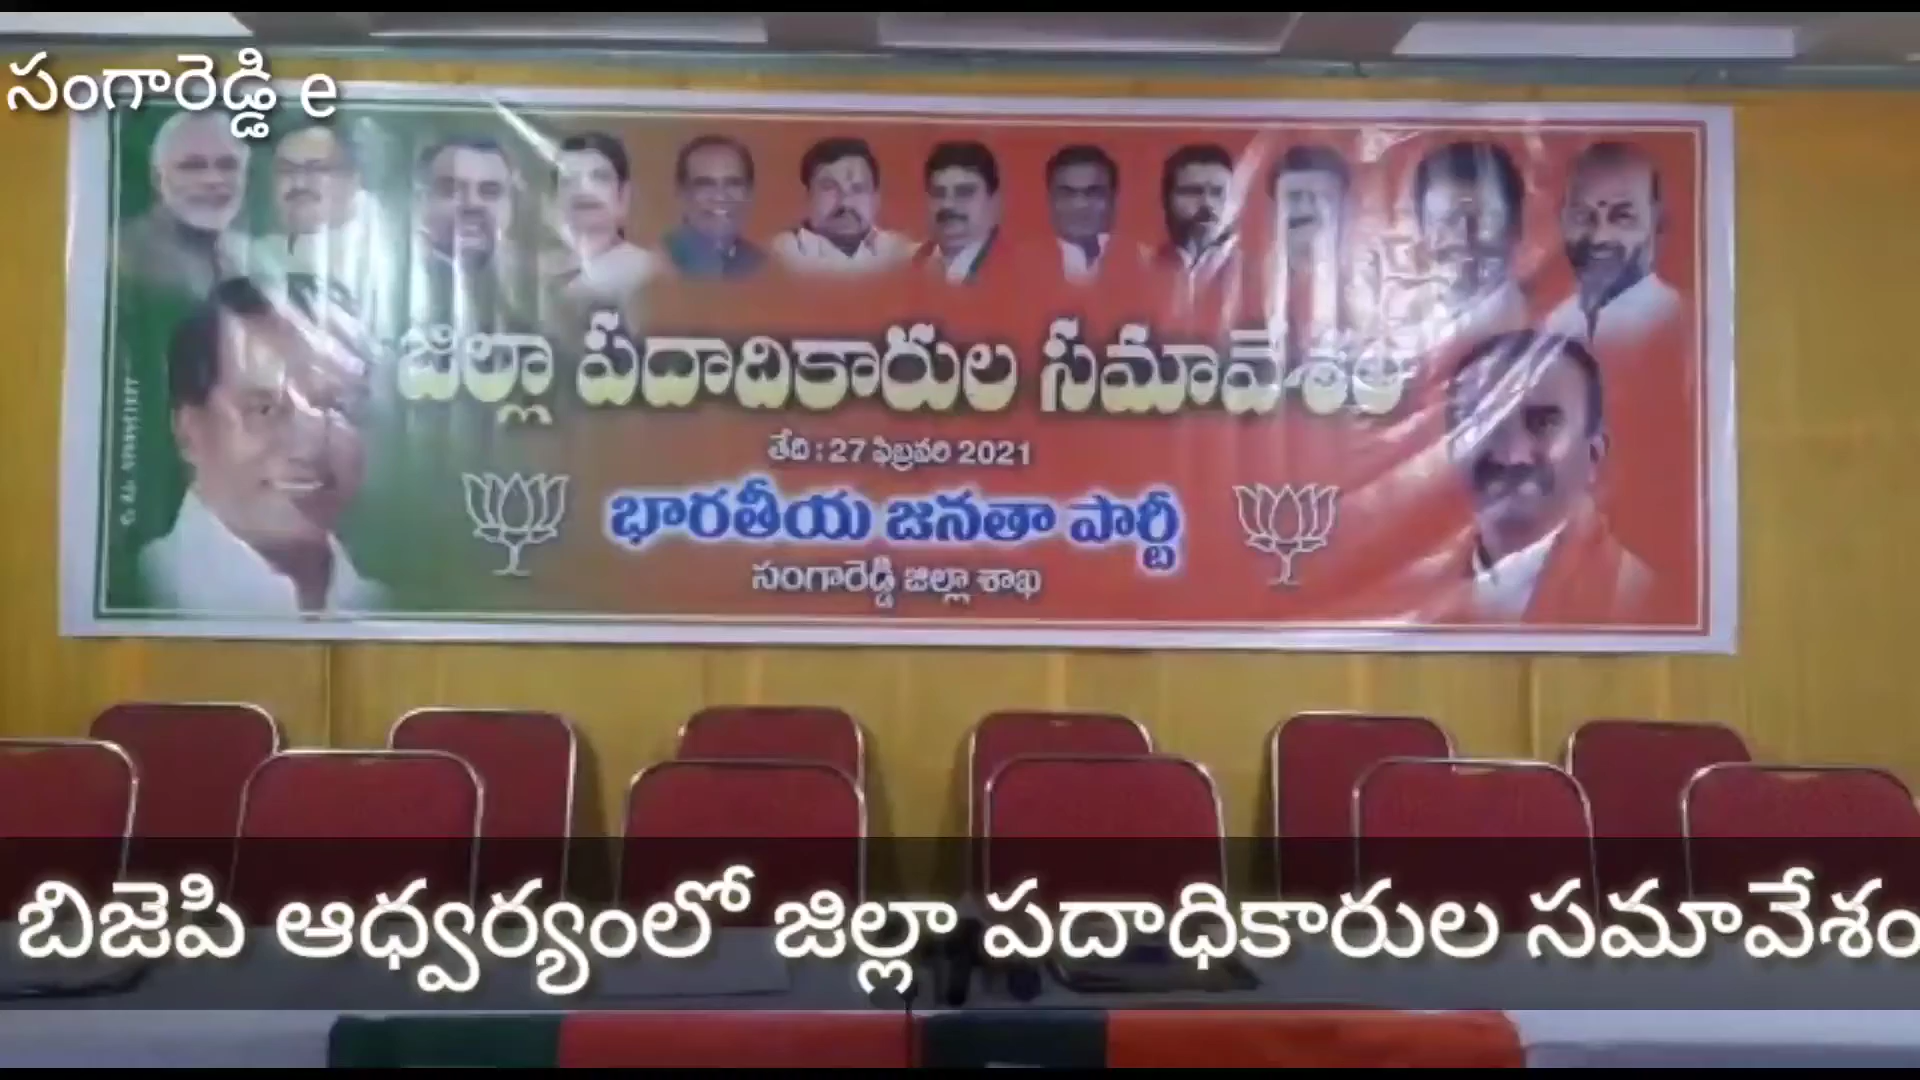 సంగారెడ్డి e
జిల్లా పదాదికారుల సమావేశం
తేది : 27 ఫిబ్రవరి 2021
భారతీయ జనతా పార్టీ
సంగారెడ్డి జిల్లా శాఖ
బిజెపి ఆధ్వర్యంలో జిల్లా పదాధికారుల సమావేశం